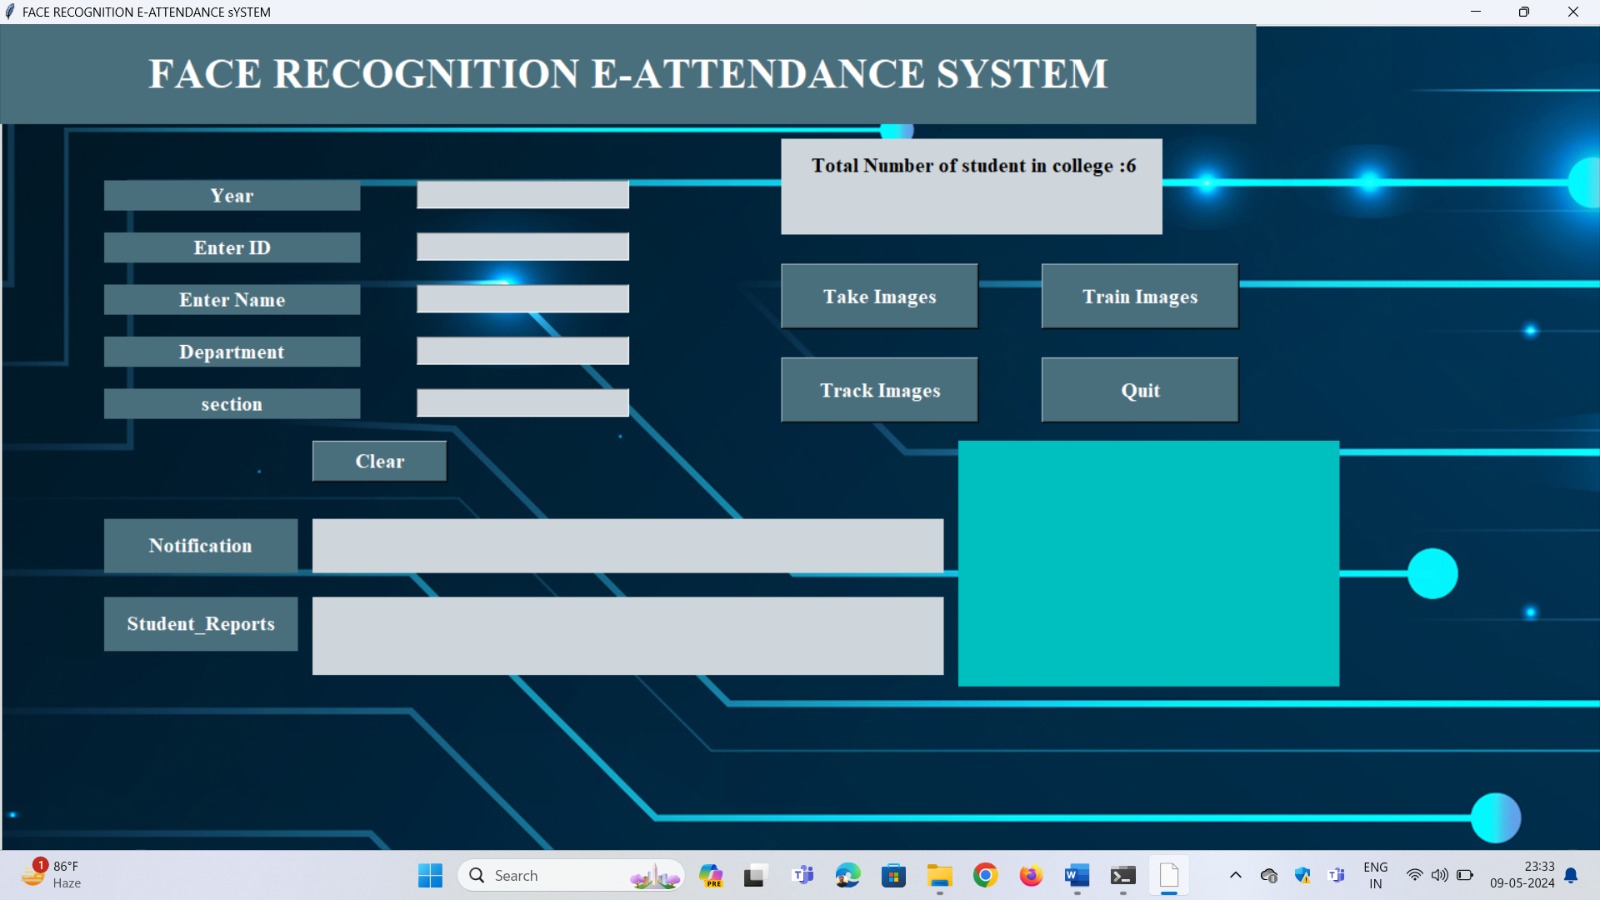 FACE RECOGNITION E-ATTENDANCE sYSTEM
FACE RECOGNITION E-ATTENDANCE SYSTEM
Total Number of student in college :6
Year
Enter ID
Enter Name
Department
section
Clear
Take Images
Train Images
Track Images
Quit
Notification
Student_Reports
1
86°F
Haze
Search
PRE
ENG
IN
23:33
09-05-2024